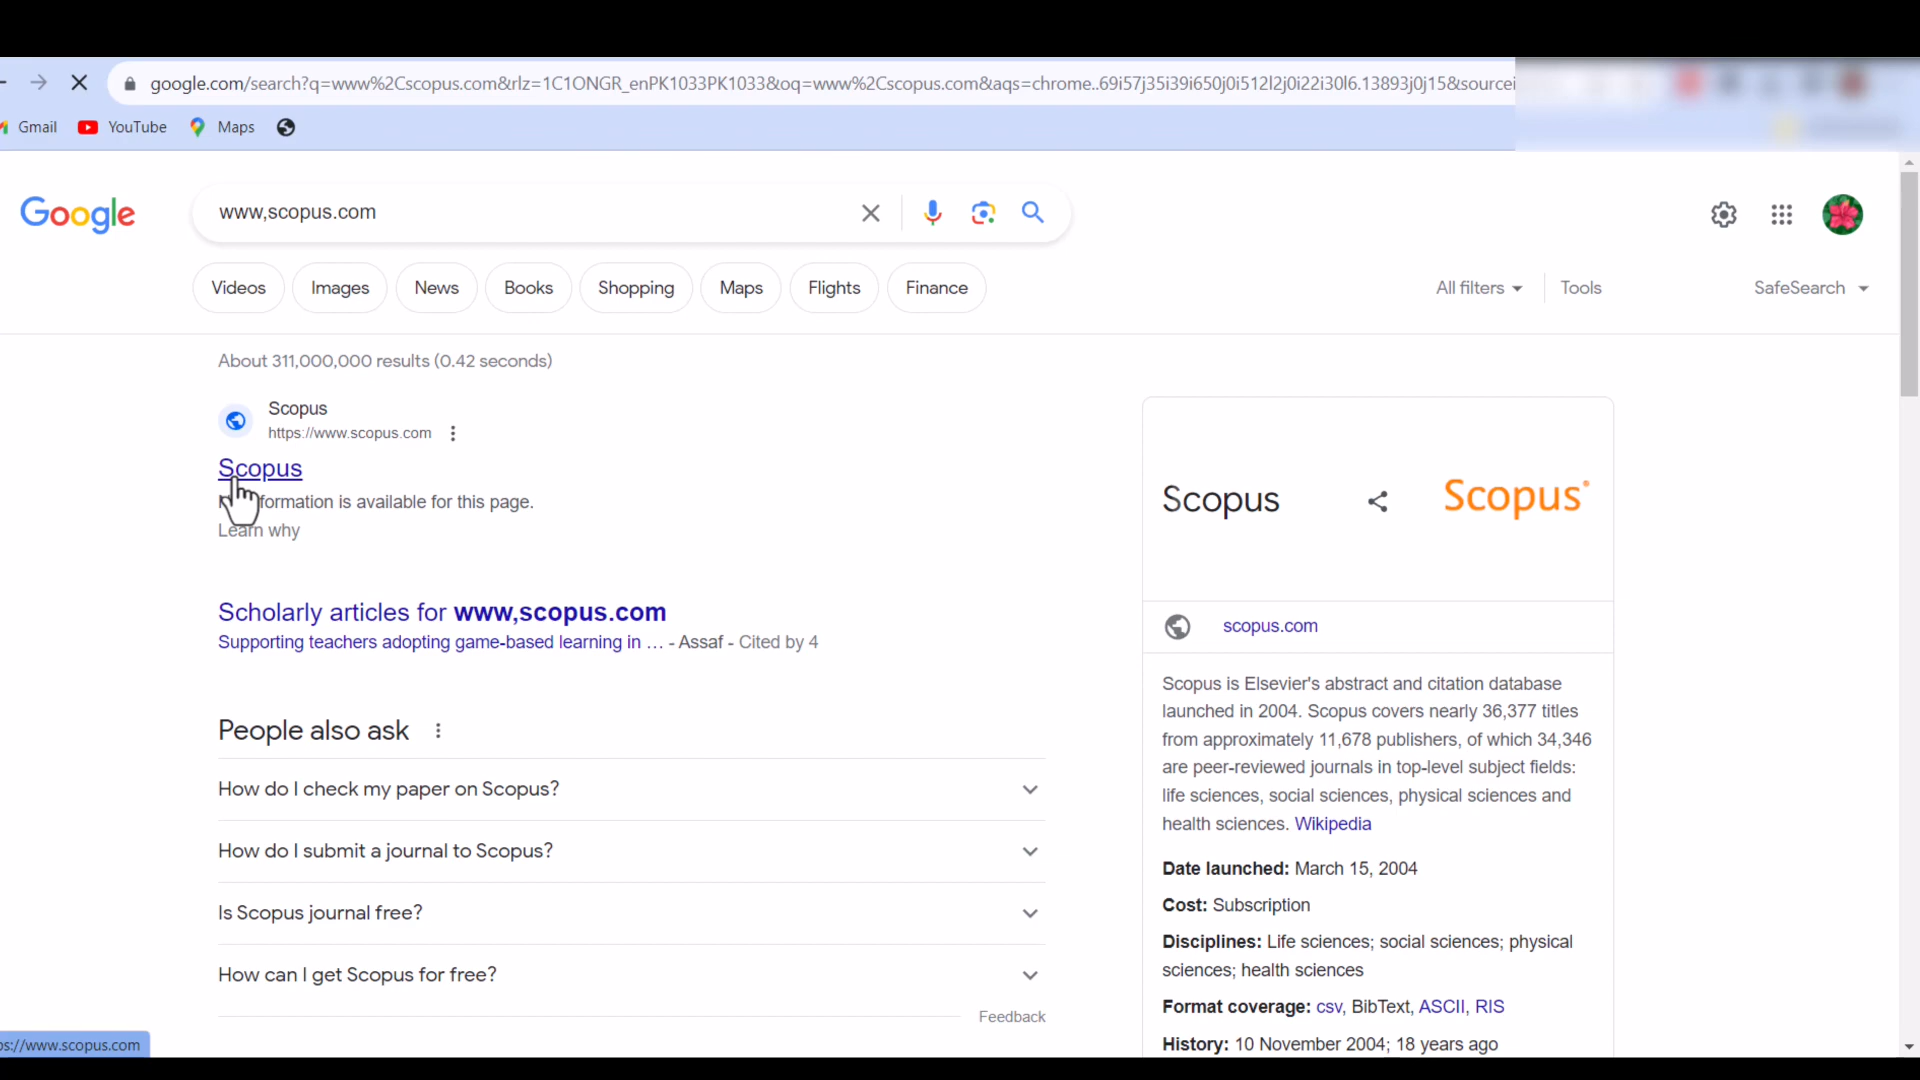 google.com/search?q=www%2Cscopus.com&rlz=1C1ONGR_enPK1033PK1033&oq=www%2Cscopus.com&aqs=chrome..69i57j35i39i650j0i512l2j0i22i30l6.13893j0j15&sourcei
Gmail YouTube Maps
Google www,scopus.com
Videos Images News Books Shopping Maps Flights Finance All filters Tools SafeSearch
About 311,000,000 results (0.42 seconds)
Scopus
https://www.scopus.com
Scopus
formation is available for this page.
Learn why
Scholarly articles for www,scopus.com
Supporting teachers adopting game-based learning in … - Assaf - Cited by 4
People also ask
How do I check my paper on Scopus?
How do I submit a journal to Scopus?
Is Scopus journal free?
How can I get Scopus for free?
Feedback
Scopus Scopus
scopus.com
Scopus is Elsevier's abstract and citation database
launched in 2004. Scopus covers nearly 36,377 titles
from approximately 11,678 publishers, of which 34,346
are peer-reviewed journals in top-level subject fields:
life sciences, social sciences, physical sciences and
health sciences. Wikipedia
Date launched: March 15, 2004
Cost: Subscription
Disciplines: Life sciences; social sciences; physical
sciences; health sciences
Format coverage: csv, BibText, ASCII, RIS
History: 10 November 2004; 18 years ago
ps://www.scopus.com